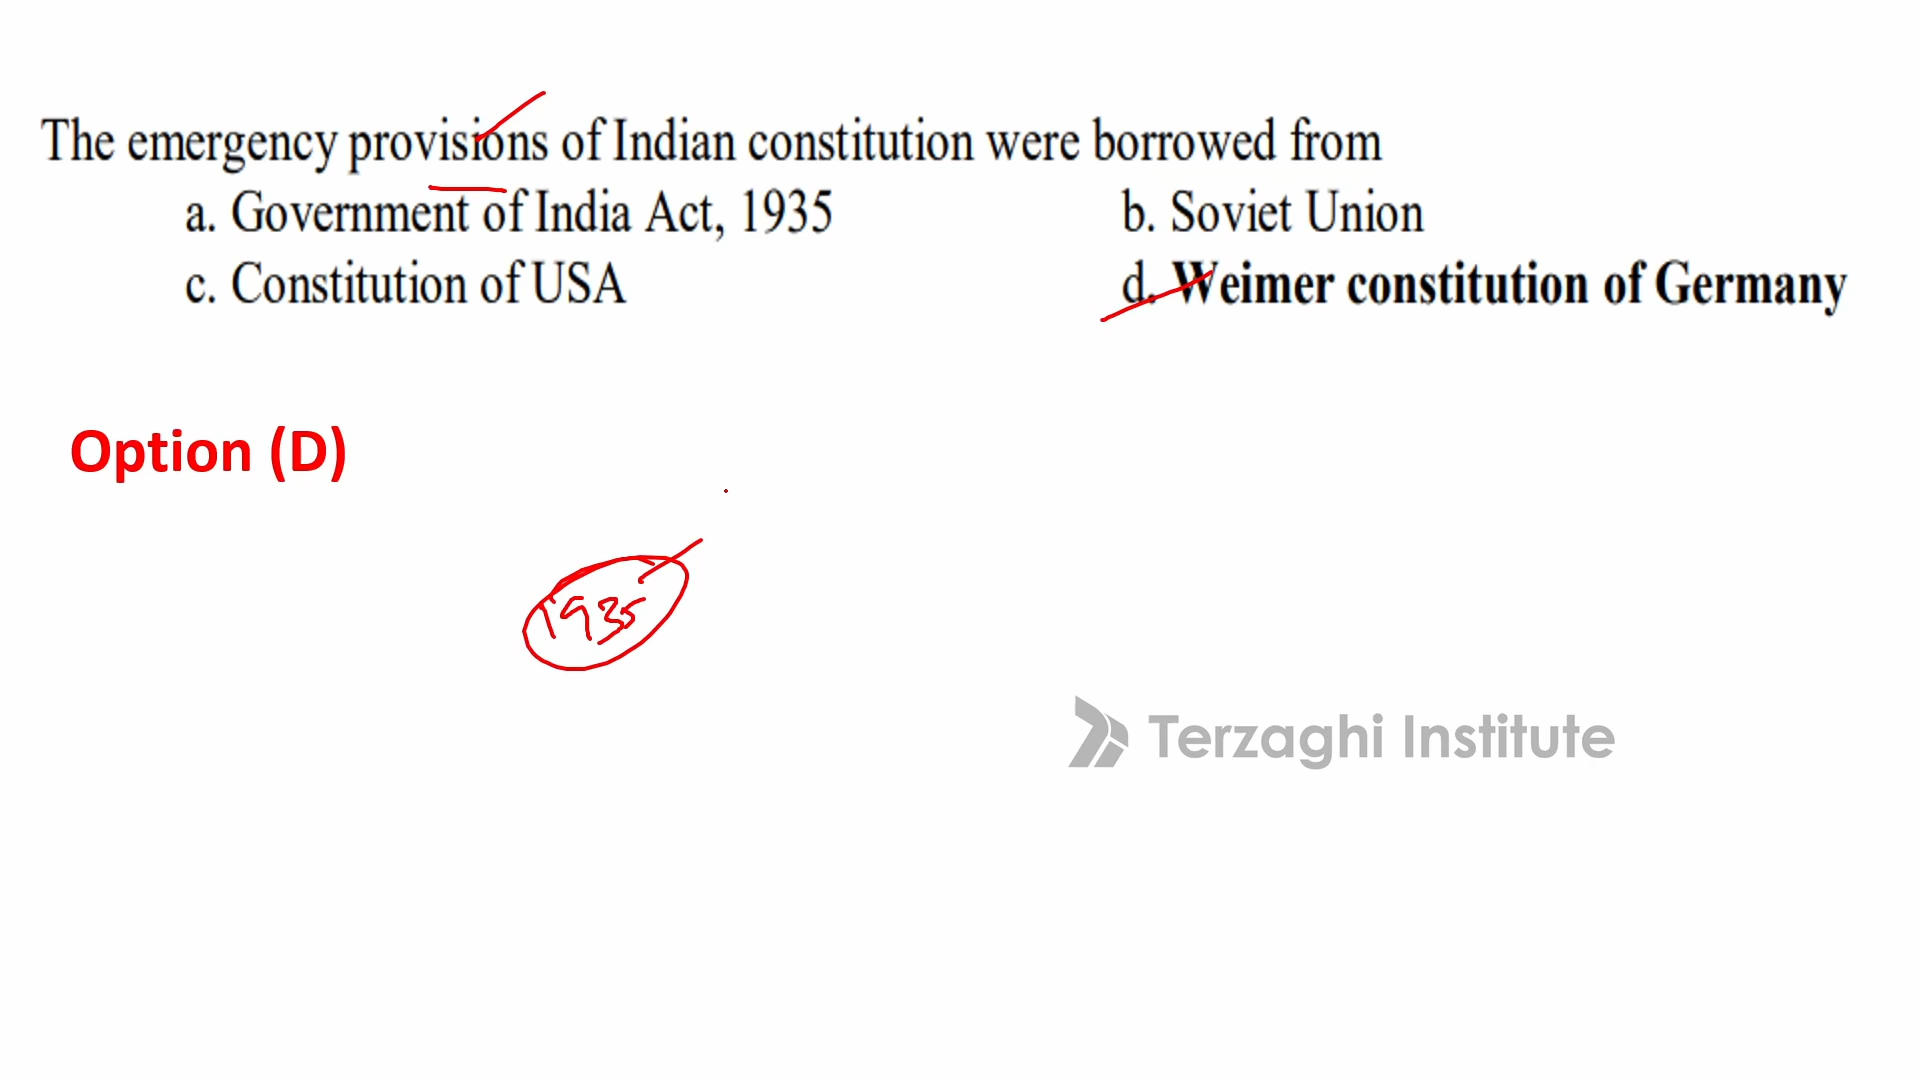 The emergency provisions of Indian constitution were borrowed from
a. Government of India Act, 1935 b. Soviet Union
c. Constitution of USA d. Weimer constitution of Germany
Option (D)
1935
Terzaghi Institute